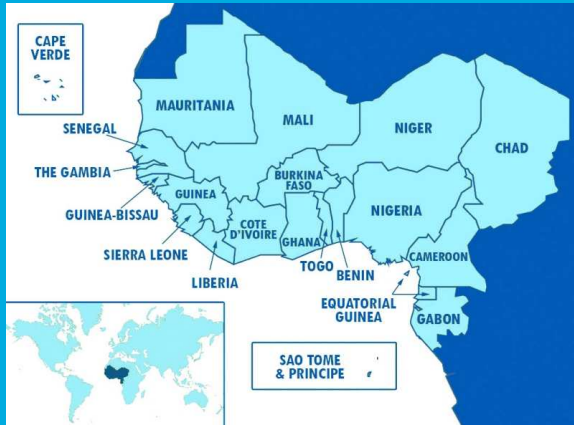 CAPE
VERDE
MAURITANIA
MALI
NIGER
CHAD
SENEGAL
THE GAMBIA
GUINEA-BISSAU
GUINEA
SIERRA LEONE
LIBERIA
COTE
D'IVOIRE
BURKINA
FASO
GHANA
TOGO
BENIN
NIGERIA
CAMEROON
EQUATORIAL
GUINEA
GABON
SAO TOME
& PRINCIPE